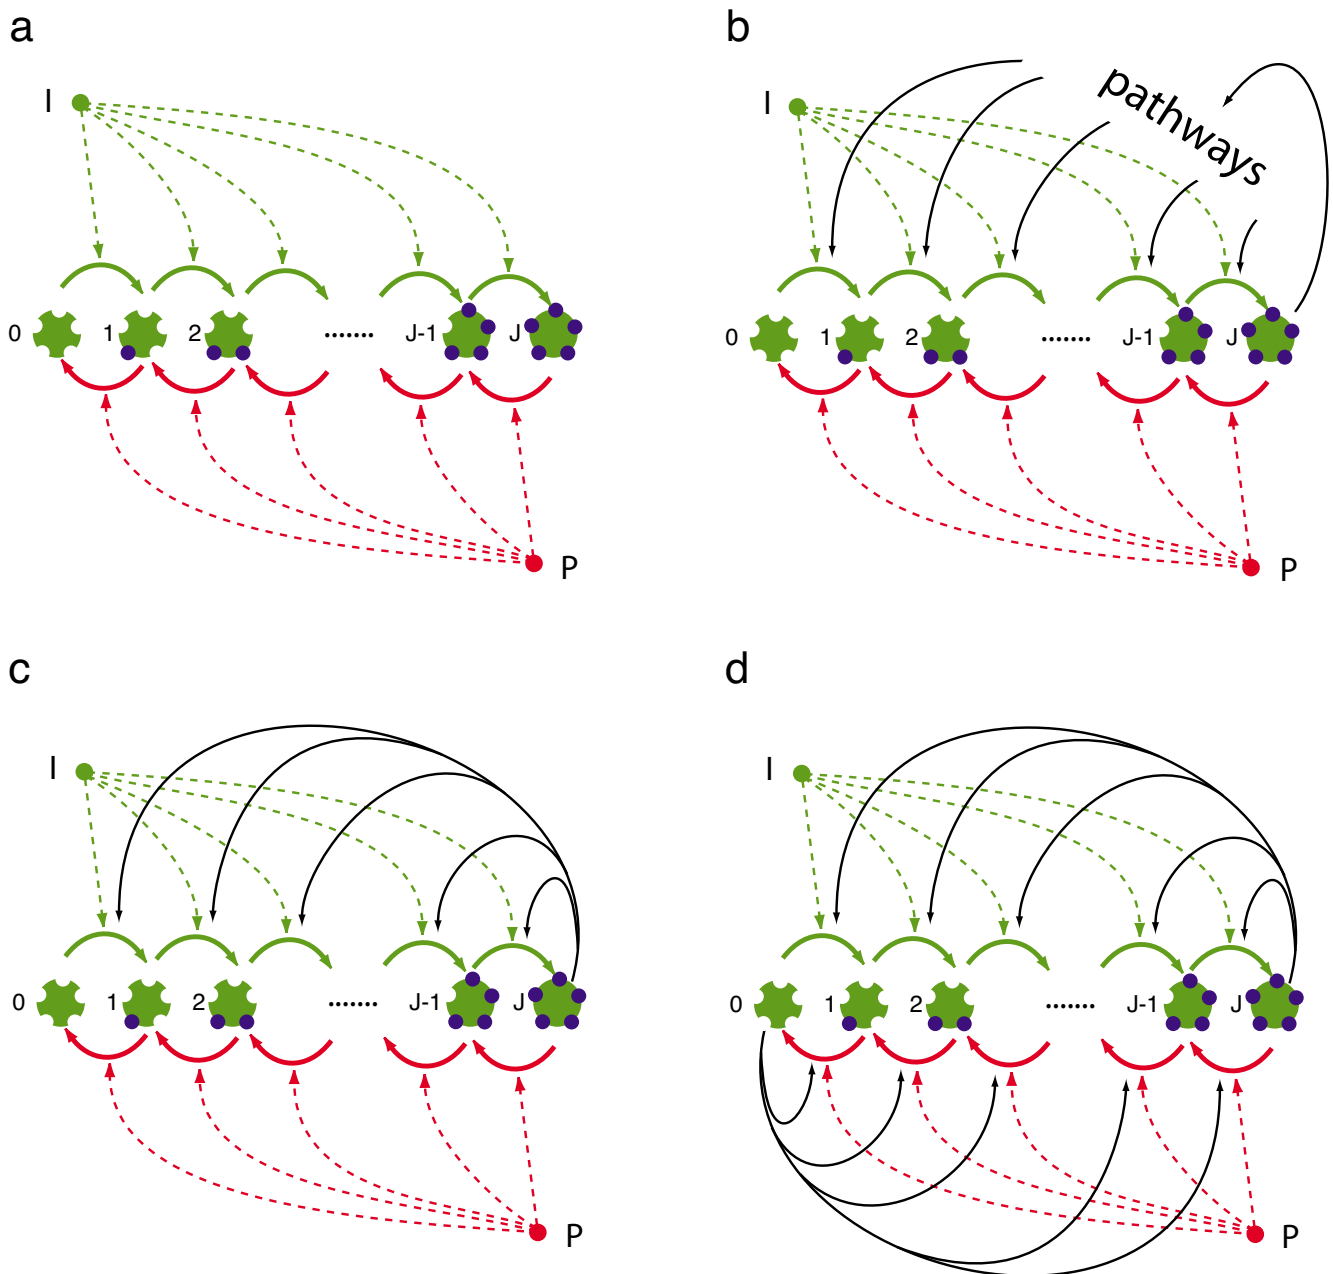 a
I
0 1 2 ....... J-1 J
P
b
pathways
I
0 1 2 ....... J-1 J
P
c
I
0 1 2 ....... J-1 J
P
d
I
0 1 2 ....... J-1 J
P